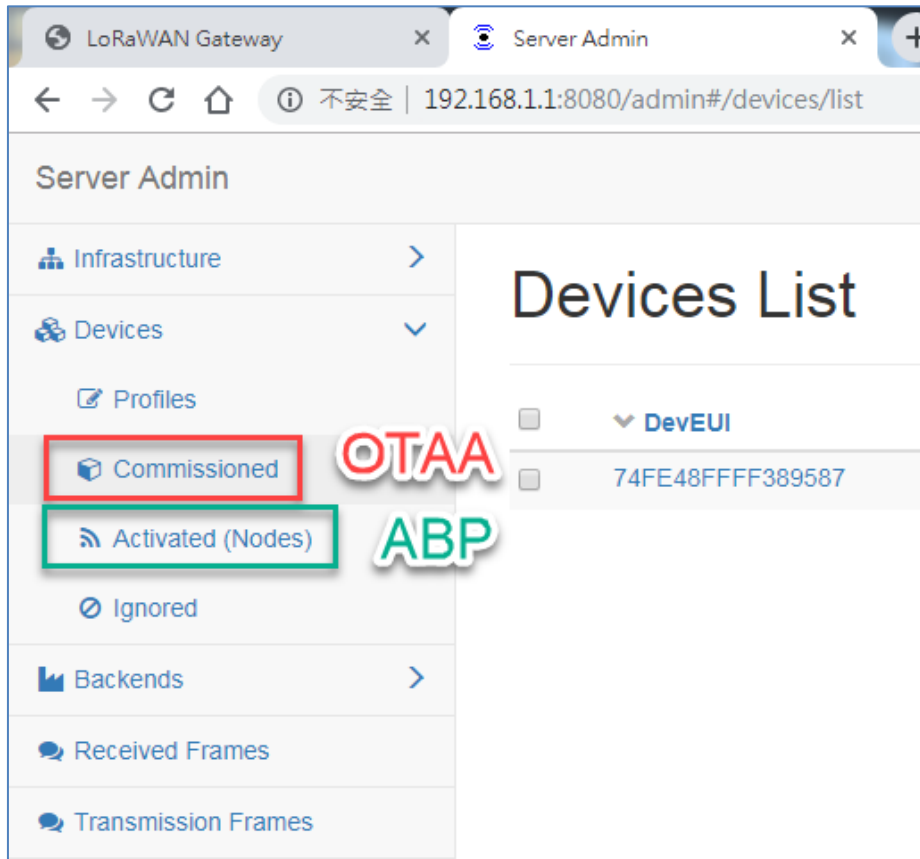 LoRaWAN Gateway
Server Admin
不安全 | 192.168.1.1:8080/admin#/devices/list
Server Admin
Infrastructure
Devices
Profiles
Commissioned
OTAA
Activated (Nodes)
ABP
Ignored
Backends
Received Frames
Transmission Frames
Devices List
DevEUI
74FE48FFFF389587